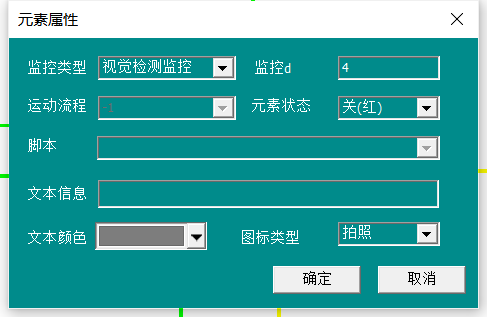 元素属性
监控类型 视觉检测监控 监控d 4
运动流程 -1 元素状态 关(红)
脚本
文本信息
文本颜色 图标类型 拍照
确定 取消